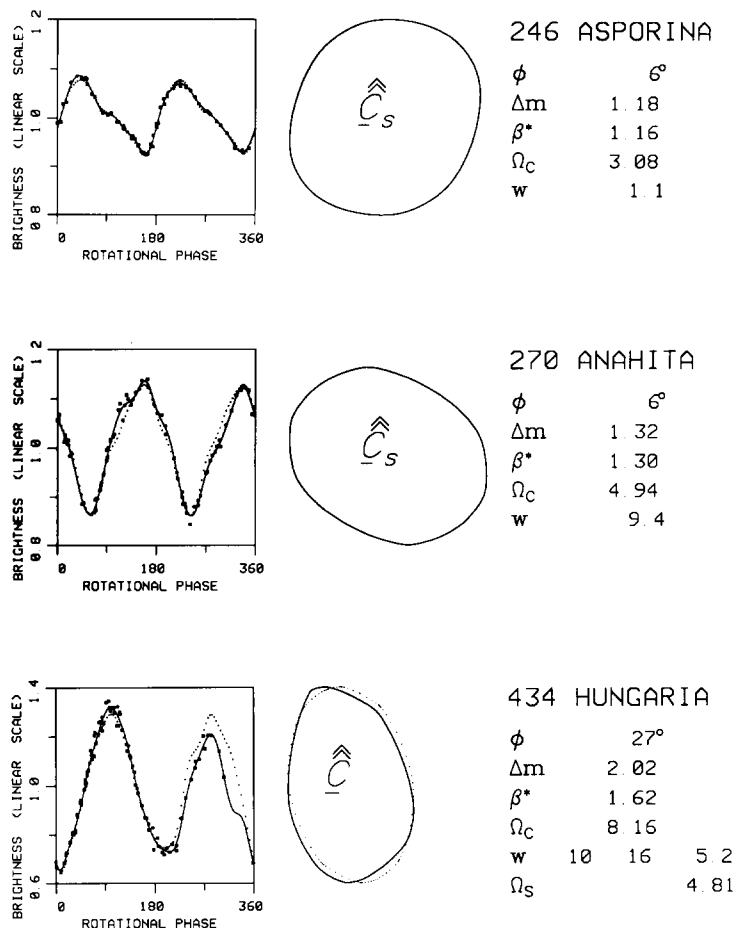 BRIGHTNESS (LINEAR SCALE)
1.2
1.0
0.8
0 180 360
ROTATIONAL PHASE
Ĉs
246 ASPORINA
ϕ 6°
Δm 1.18
β* 1.16
ΩC 3.08
w 1.1
BRIGHTNESS (LINEAR SCALE)
1.2
1.0
0.8
0 180 360
ROTATIONAL PHASE
Ĉs
270 ANAHITA
ϕ 6°
Δm 1.32
β* 1.30
ΩC 4.94
w 9.4
BRIGHTNESS (LINEAR SCALE)
1.4
1.0
0.6
0 180 360
ROTATIONAL PHASE
Ĉ
434 HUNGARIA
ϕ 27°
Δm 2.02
β* 1.62
ΩC 8.16
w 10 16 5.2
ΩS 4.81